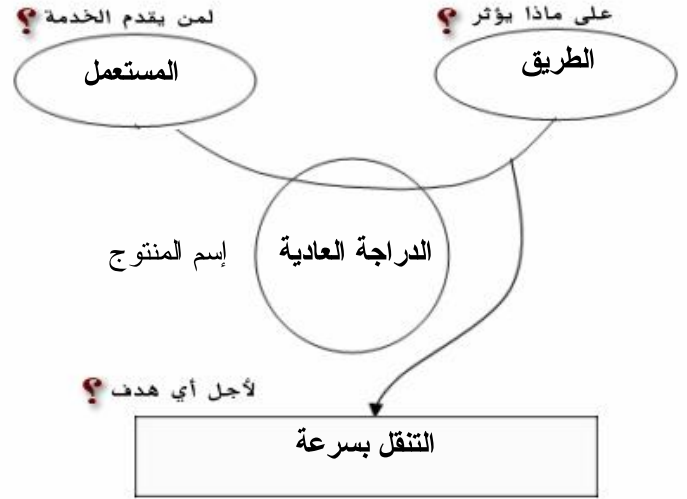 على ماذا يؤثر ؟
لمن يقدم الخدمة ؟
الطريق
المستعمل
الدراجة العادية
إسم المنتوج
لأجل أي هدف ؟
التنقل بسرعة